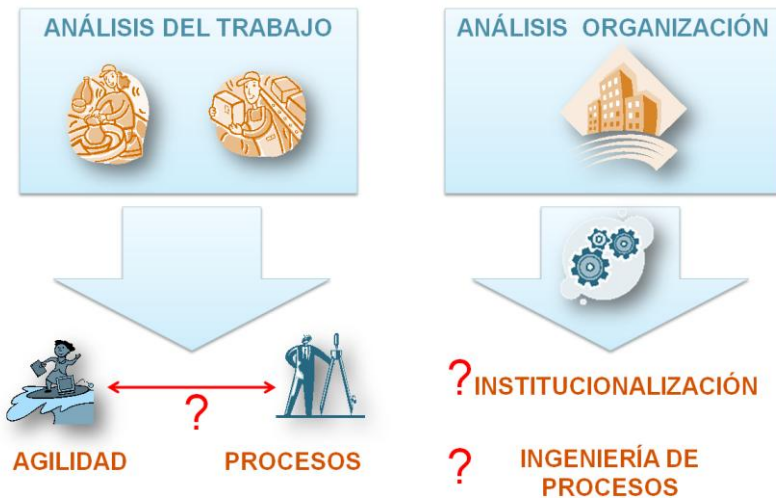 ANÁLISIS DEL TRABAJO
ANÁLISIS ORGANIZACIÓN
?
AGILIDAD
PROCESOS
? INSTITUCIONALIZACIÓN
? INGENIERÍA DE
PROCESOS